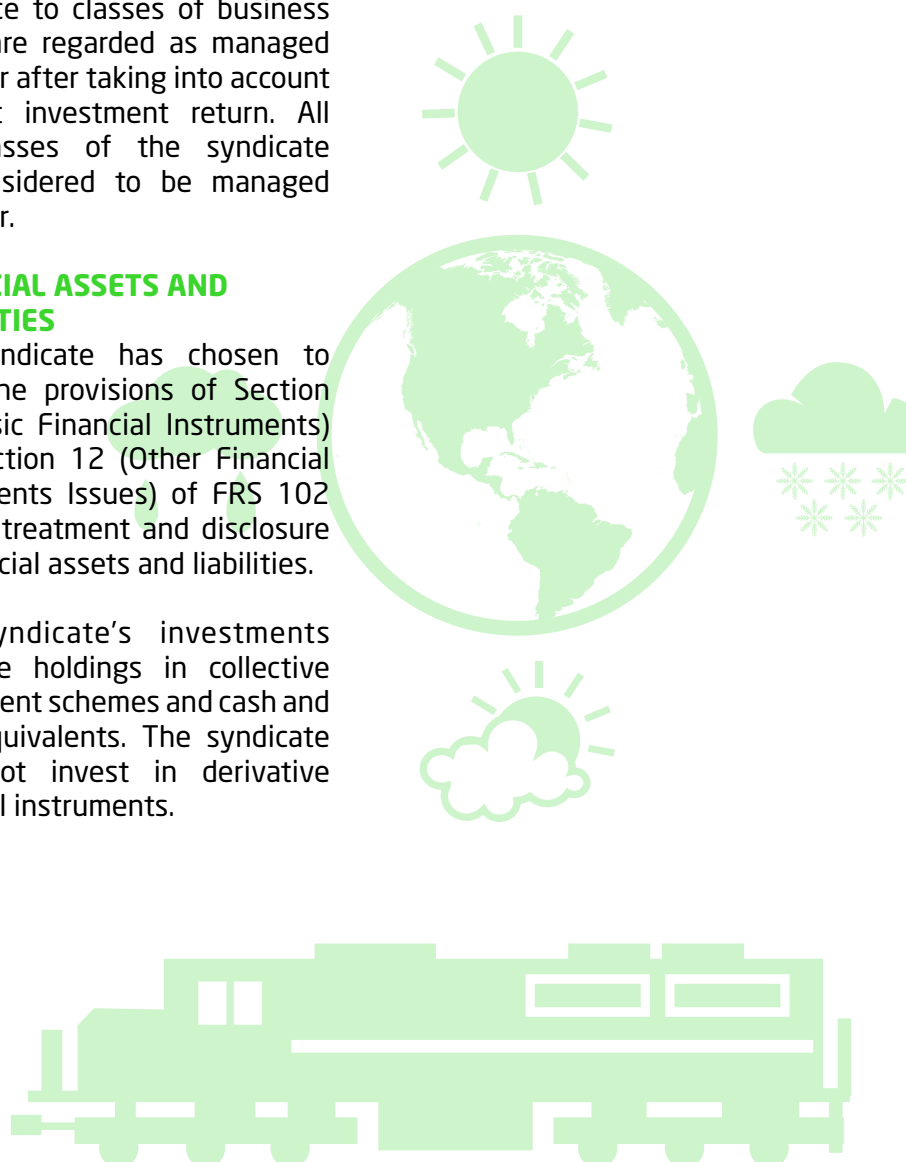 ce to classes of business
are regarded as managed
r after taking into account
t investment return. All
asses of the syndicate
sidered to be managed
r.
CIAL ASSETS AND
TIES
ndicate has chosen to
he provisions of Section
sic Financial Instruments)
ction 12 (Other Financial
ents Issues) of FRS 102
treatment and disclosure
cial assets and liabilities.
yndicate's investments
e holdings in collective
ent schemes and cash and
quivalents. The syndicate
ot invest in derivative
l instruments.